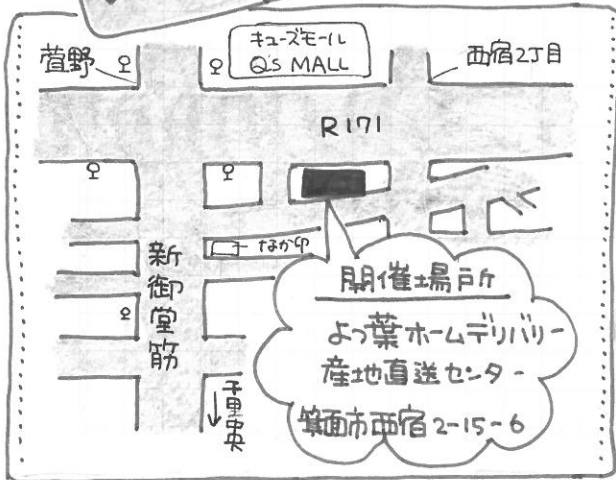 キューズモール
Q's MALL
萱野
西宿2丁目
R171
なか卯
新御堂筋
千里中央
開催場所
よつ葉ホームデリバリー
産地直送センター
箕面市西宿2-15-6